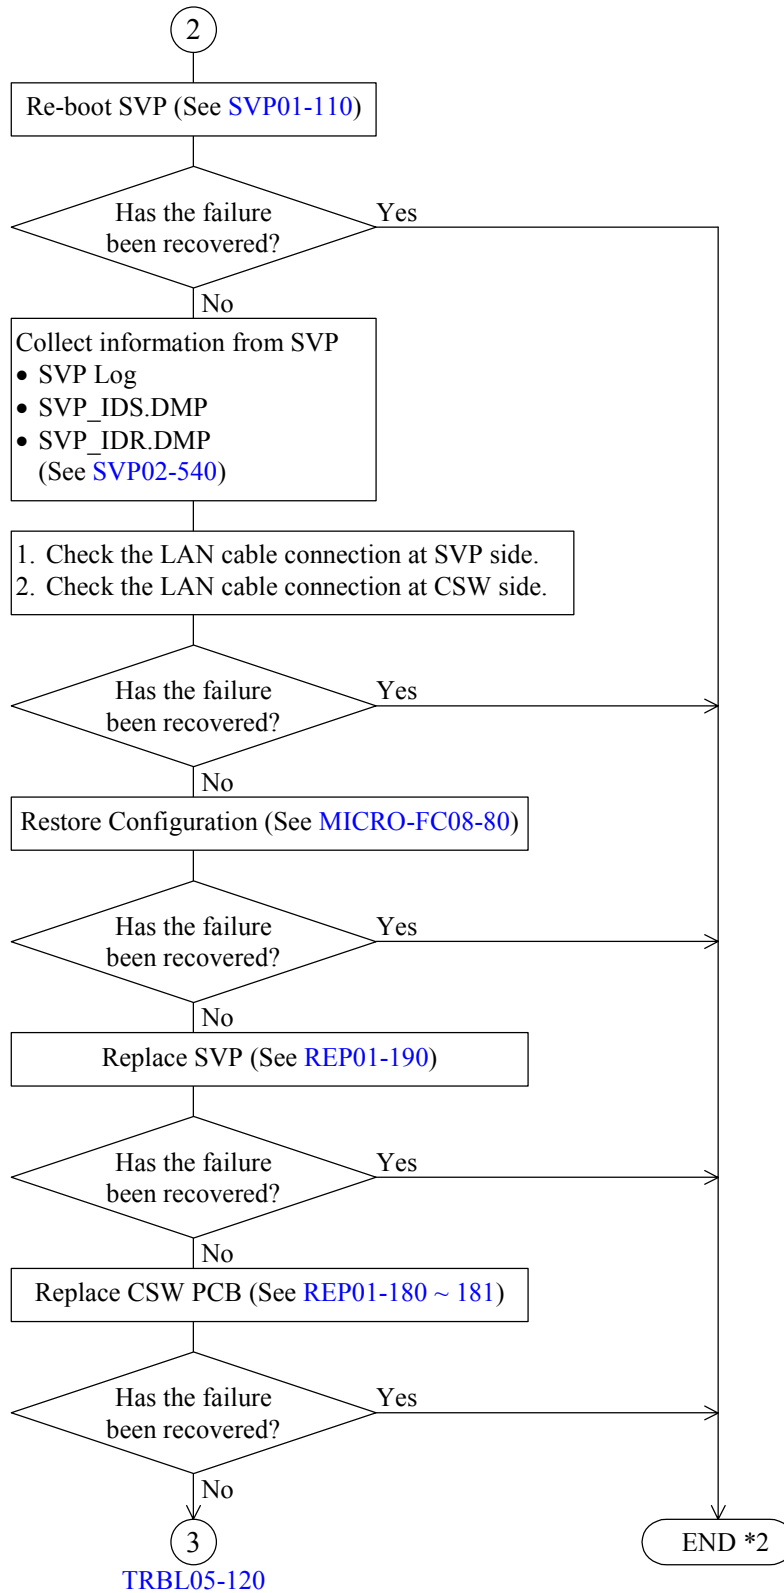 2
Re-boot SVP (See SVP01-110)
Has the failure
been recovered?
Yes
No
Collect information from SVP
• SVP Log
• SVP_IDS.DMP
• SVP_IDR.DMP
(See SVP02-540)
1. Check the LAN cable connection at SVP side.
2. Check the LAN cable connection at CSW side.
Has the failure
been recovered?
Yes
No
Restore Configuration (See MICRO-FC08-80)
Has the failure
been recovered?
Yes
No
Replace SVP (See REP01-190)
Has the failure
been recovered?
Yes
No
Replace CSW PCB (See REP01-180 ~ 181)
Has the failure
been recovered?
Yes
No
3
TRBL05-120
END *2